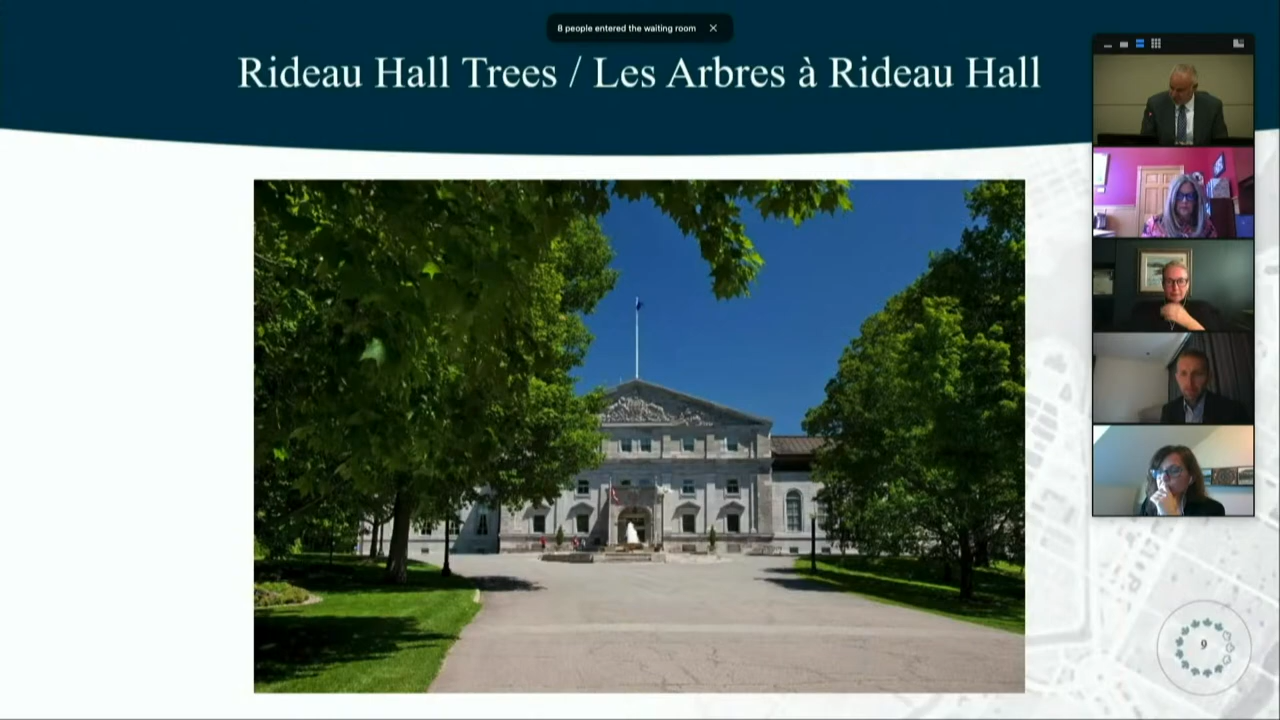 8 people entered the waiting room
Rideau Hall Trees / Les Arbres à Rideau Hall
9